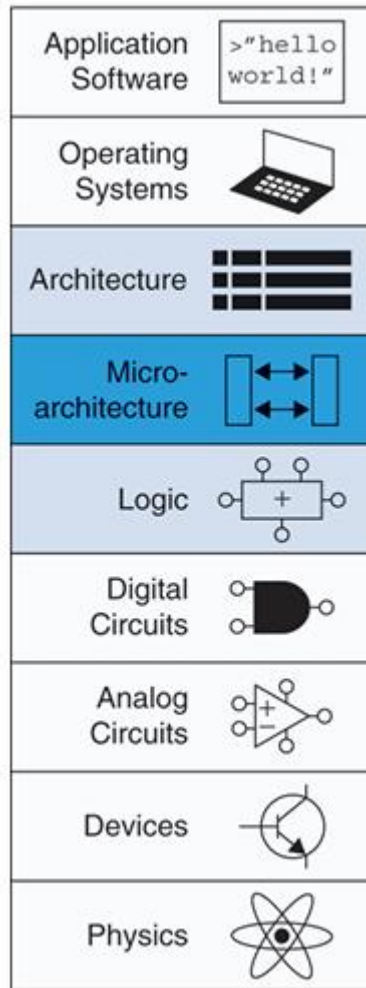 Application
Software
>"hello
world!"
Operating
Systems
Architecture
Micro-
architecture
Logic
+
Digital
Circuits
Analog
Circuits
+
−
Devices
Physics